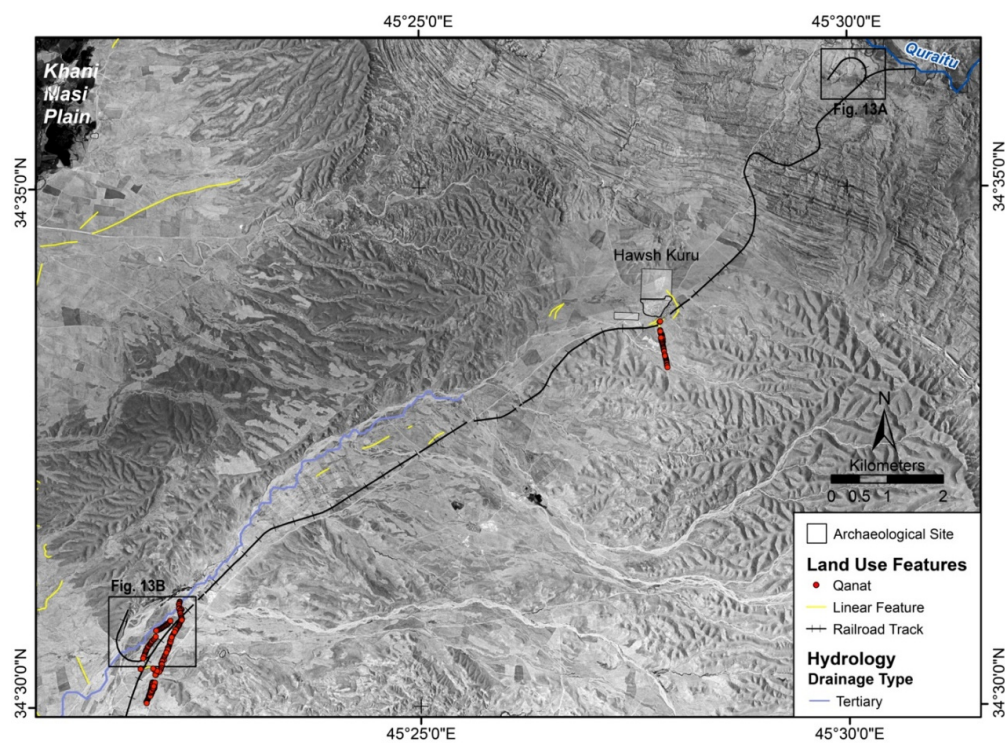 45°25'0"E
45°30'0"E
Khani
Masi
Plain
Quraitu
Fig. 13A
34°35'0"N
34°35'0"N
Hawsh Kuru
N
Kilometers
0 0.5 1 2
Archaeological Site
Land Use Features
Qanat
Linear Feature
Railroad Track
Hydrology
Drainage Type
Tertiary
Fig. 13B
34°30'0"N
34°30'0"N
45°25'0"E
45°30'0"E